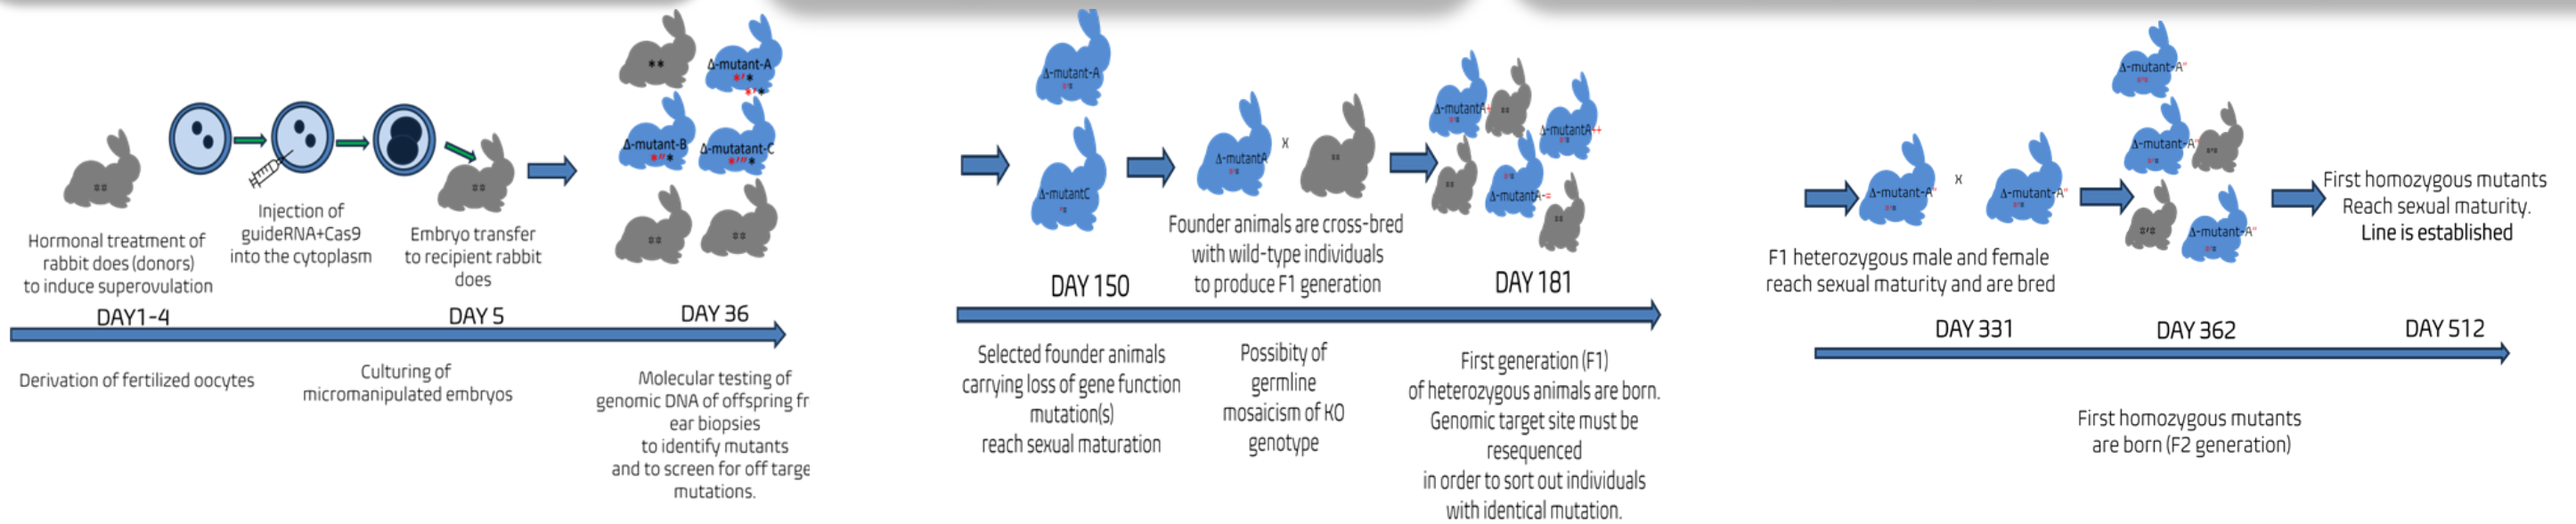 Hormonal treatment of
rabbit does (donors)
to induce superovulation
Injection of
guideRNA+Cas9
into the cytoplasm
Embryo transfer
to recipient rabbit
does
**
Δ-mutant-A
*'*
*'*
Δ-mutant-B
*''*
Δ-mutatant-C
*'''*
DAY1-4
DAY 5
DAY 36
Derivation of fertilized oocytes
Culturing of
micromanipulated embryos
Molecular testing of
genomic DNA of offspring fr
ear biopsies
to identify mutants
and to screen for off targe
mutations.
Δ-mutant-A
Δ-mutantC
Δ-mutantA
x
Founder animals are cross-bred
with wild-type individuals
to produce F1 generation
Δ-mutantA+
Δ-mutantA++
Δ-mutantA-=
DAY 150
DAY 181
Selected founder animals
carrying loss of gene function
mutation(s)
reach sexual maturation
Possibity of
germline
mosaicism of KO
genotype
First generation (F1)
of heterozygous animals are born.
Genomic target site must be
resequenced
in order to sort out individuals
with identical mutation.
Δ-mutant-A"
x
Δ-mutant-A"
F1 heterozygous male and female
reach sexual maturity and are bred
Δ-mutant-A"
Δ-mutant-A"
Δ-mutant-A"
First homozygous mutants
Reach sexual maturity.
Line is established
DAY 331
DAY 362
DAY 512
First homozygous mutants
are born (F2 generation)